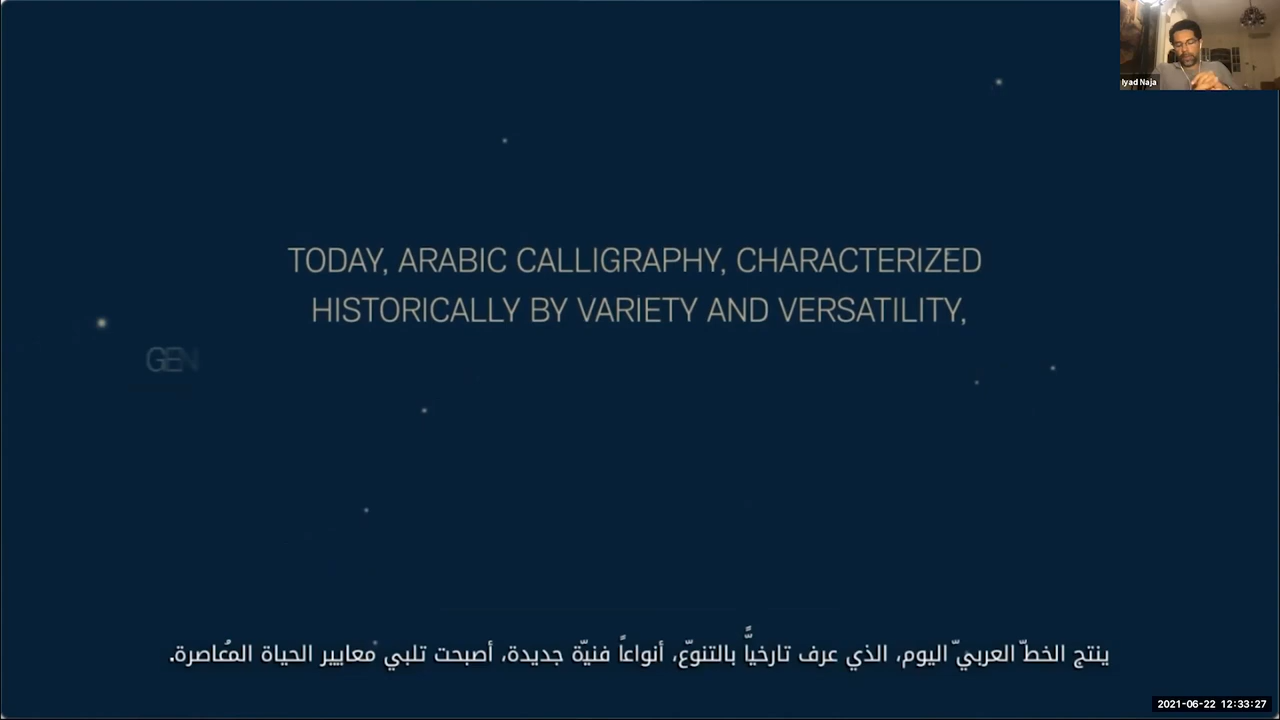 Iyad Naja
TODAY, ARABIC CALLIGRAPHY, CHARACTERIZED
HISTORICALLY BY VARIETY AND VERSATILITY,
GEN
ينتج الخطّ العربيّ اليوم، الذي عرف تارخياًّ بالتنوّع، أنواعاً فنيّة جديدة، أصبحت تلبي معايير الحياة المُعاصرة.
2021-06-22 12:33:27